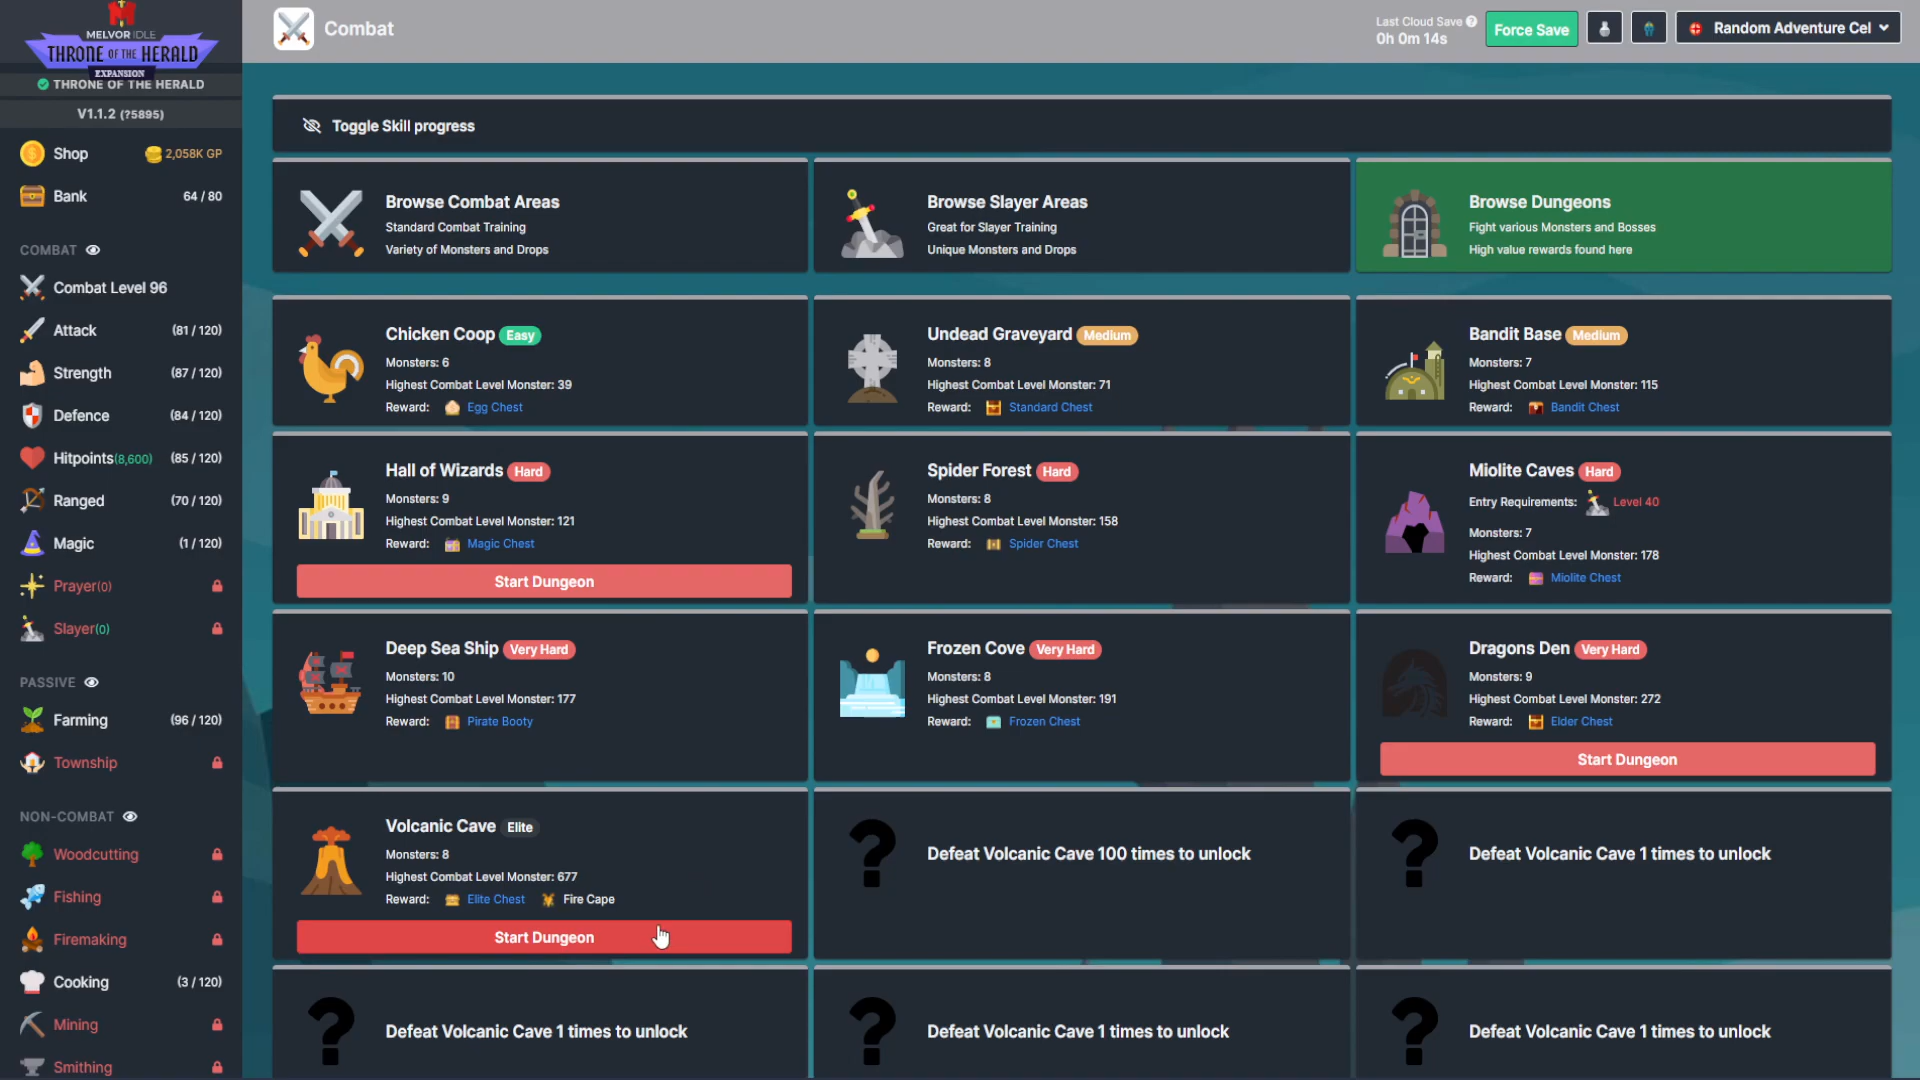 MELVOR IDLE
THRONE OF THE HERALD
EXPANSION
THRONE OF THE HERALD
V1.1.2 (?5895)
Shop 2,058K GP
Bank 64 / 80
COMBAT
Combat Level 96
Attack (81 / 120)
Strength (87 / 120)
Defence (84 / 120)
Hitpoints(8,600) (85 / 120)
Ranged (70 / 120)
Magic (1 / 120)
Prayer(0)
Slayer(0)
PASSIVE
Farming (96 / 120)
Township
NON-COMBAT
Woodcutting
Fishing
Firemaking
Cooking (3 / 120)
Mining
Smithing
Combat
Last Cloud Save
0h 0m 14s
Force Save
Random Adventure Cel
Toggle Skill progress
Browse Combat Areas
Standard Combat Training
Variety of Monsters and Drops
Browse Slayer Areas
Great for Slayer Training
Unique Monsters and Drops
Browse Dungeons
Fight various Monsters and Bosses
High value rewards found here
Chicken Coop Easy
Monsters: 6
Highest Combat Level Monster: 39
Reward: Egg Chest
Undead Graveyard Medium
Monsters: 8
Highest Combat Level Monster: 71
Reward: Standard Chest
Bandit Base Medium
Monsters: 7
Highest Combat Level Monster: 115
Reward: Bandit Chest
Hall of Wizards Hard
Monsters: 9
Highest Combat Level Monster: 121
Reward: Magic Chest
Start Dungeon
Spider Forest Hard
Monsters: 8
Highest Combat Level Monster: 158
Reward: Spider Chest
Miolite Caves Hard
Entry Requirements: Level 40
Monsters: 7
Highest Combat Level Monster: 178
Reward: Miolite Chest
Deep Sea Ship Very Hard
Monsters: 10
Highest Combat Level Monster: 177
Reward: Pirate Booty
Frozen Cove Very Hard
Monsters: 8
Highest Combat Level Monster: 191
Reward: Frozen Chest
Dragons Den Very Hard
Monsters: 9
Highest Combat Level Monster: 272
Reward: Elder Chest
Start Dungeon
Volcanic Cave Elite
Monsters: 8
Highest Combat Level Monster: 677
Reward: Elite Chest Fire Cape
Start Dungeon
Defeat Volcanic Cave 100 times to unlock
Defeat Volcanic Cave 1 times to unlock
Defeat Volcanic Cave 1 times to unlock
Defeat Volcanic Cave 1 times to unlock
Defeat Volcanic Cave 1 times to unlock